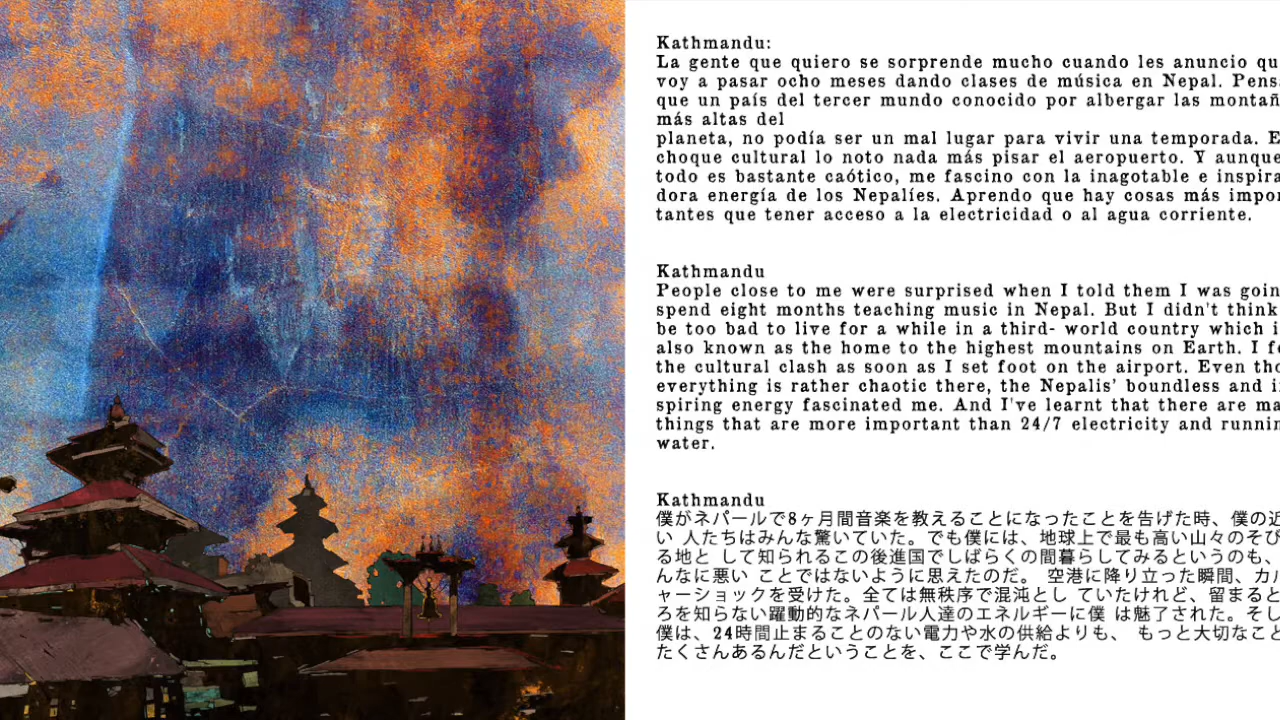 Kathmandu:
La gente que quiero se sorprende mucho cuando les anuncio qu
voy a pasar ocho meses dando clases de música en Nepal. Pens
que un país del tercer mundo conocido por albergar las montañ
más altas del
planeta, no podía ser un mal lugar para vivir una temporada. E
choque cultural lo noto nada más pisar el aeropuerto. Y aunque
todo es bastante caótico, me fascino con la inagotable e inspira
dora energía de los Nepalíes. Aprendo que hay cosas más impor
tantes que tener acceso a la electricidad o al agua corriente.
Kathmandu
People close to me were surprised when I told them I was goin
spend eight months teaching music in Nepal. But I didn't think
be too bad to live for a while in a third- world country which i
also known as the home to the highest mountains on Earth. I fe
the cultural clash as soon as I set foot on the airport. Even tho
everything is rather chaotic there, the Nepalis' boundless and i
spiring energy fascinated me. And I've learnt that there are ma
things that are more important than 24/7 electricity and runnin
water.
Kathmandu
僕がネパールで8ヶ月間音楽を教えることになったことを告げた時、僕の近
い 人たちはみんな驚いていた。でも僕には、地球上で最も高い山々のそび
る地と して知られるこの後進国でしばらくの間暮らしてみるというのも、
んなに悪い ことではないように思えたのだ。 空港に降り立った瞬間、カル
ャーショックを受けた。全ては無秩序で混沌とし ていたけれど、留まると
ろを知らない躍動的なネパール人達のエネルギーに僕 は魅了された。そし
僕は、24時間止まることのない電力や水の供給よりも、 もっと大切なこと
たくさんあるんだということを、ここで学んだ。